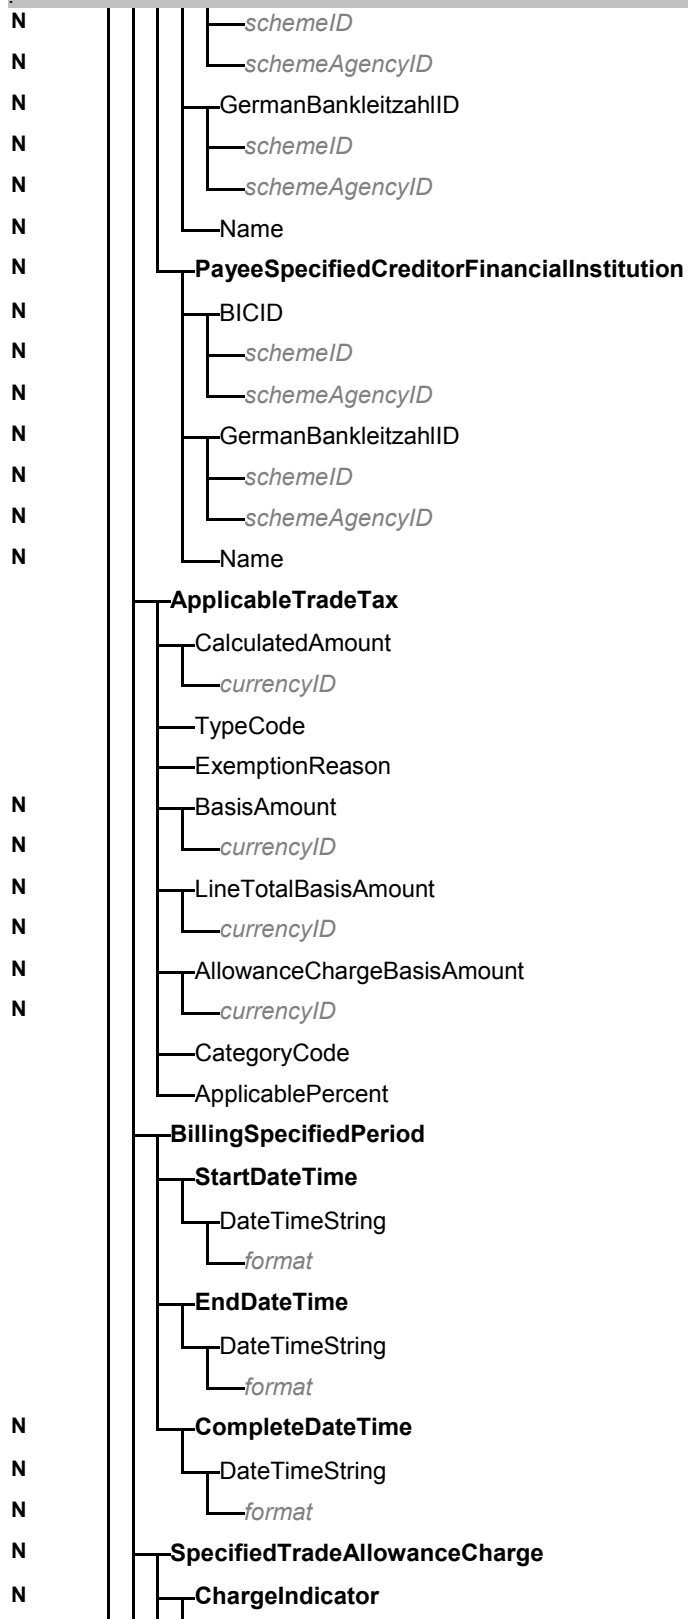 N schemeID
N schemeAgencyID
N GermanBankleitzahlID
N schemeID
N schemeAgencyID
N Name
N PayeeSpecifiedCreditorFinancialInstitution
N BICID
N schemeID
N schemeAgencyID
N GermanBankleitzahlID
N schemeID
N schemeAgencyID
N Name
ApplicableTradeTax
CalculatedAmount
currencyID
TypeCode
ExemptionReason
N BasisAmount
N currencyID
N LineTotalBasisAmount
N currencyID
N AllowanceChargeBasisAmount
N currencyID
CategoryCode
ApplicablePercent
BillingSpecifiedPeriod
StartDateTime
DateTimeString
format
EndDateTime
DateTimeString
format
N CompleteDateTime
N DateTimeString
N format
N SpecifiedTradeAllowanceCharge
N ChargeIndicator